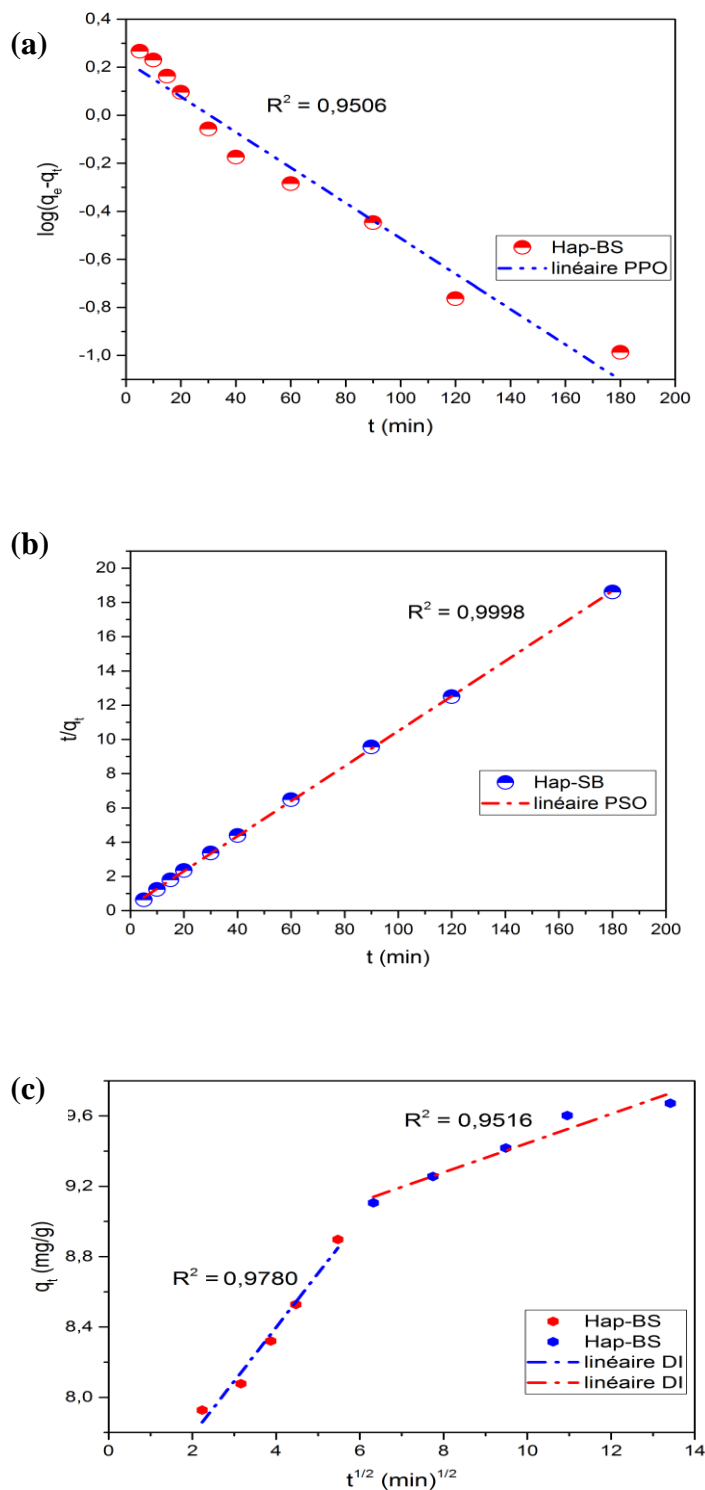 (a)
0,4
0,2
0,0
-0,2
-0,4
-0,6
-0,8
-1,0
log(qₑ-qₜ)
R² = 0,9506
Hap-BS
linéaire PPO
0 20 40 60 80 100 120 140 160 180 200
t (min)
(b)
20
18
16
14
12
10
8
6
4
2
0
t/qₜ
R² = 0,9998
Hap-SB
linéaire PSO
0 20 40 60 80 100 120 140 160 180 200
t (min)
(c)
9,6
9,2
8,8
8,4
8,0
qₜ (mg/g)
R² = 0,9516
R² = 0,9780
Hap-BS
Hap-BS
linéaire DI
linéaire DI
0 2 4 6 8 10 12 14
t^1/2 (min)^1/2